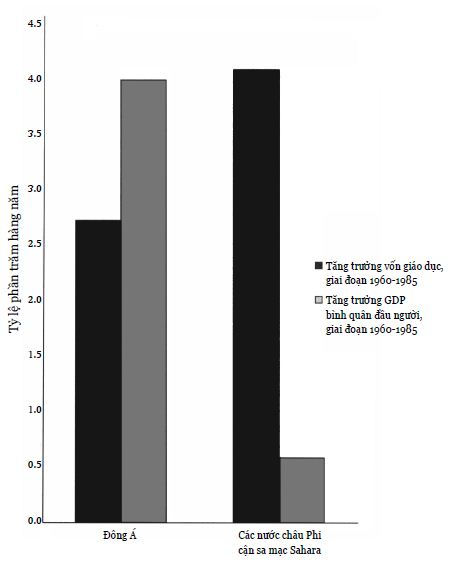 4.5
4.0
3.5
3.0
2.5
2.0
1.5
1.0
0.5
0.0
Tỷ lệ phần trăm hàng năm
Đông Á
Các nước châu Phi
cận sa mạc Sahara
Tăng trưởng vốn giáo dục,
giai đoạn 1960-1985
Tăng trưởng GDP
bình quân đầu người,
giai đoạn 1960-1985